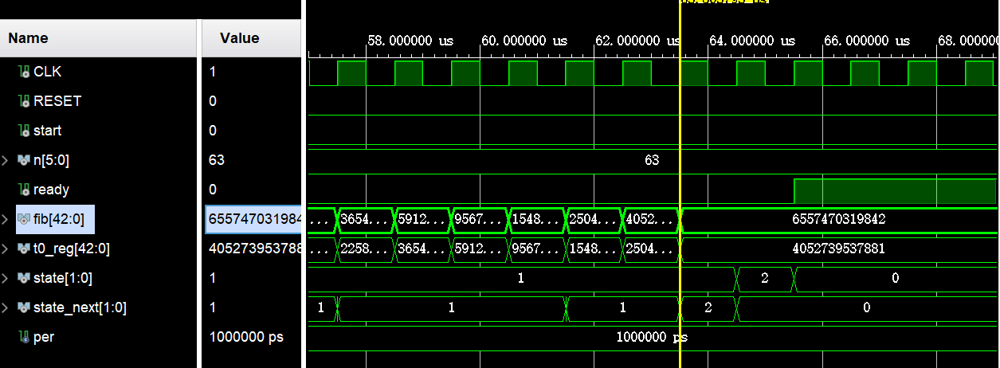 Name Value
58.000000 us 60.000000 us 62.000000 us 64.000000 us 66.000000 us 68.000000
CLK 1
RESET 0
start 0
n[5:0] 63 63
ready 0
fib[42:0] 655747031984 ... 3654... 5912... 9567... 1548... 2504... 4052... 6557470319842
t0_reg[42:0] 405273953788 ... 2258... 3654... 5912... 9567... 1548... 2504... 4052739537881
state[1:0] 1 1 2 0
state_next[1:0] 1 1 1 1 2 0
per 1000000 ps 1000000 ps